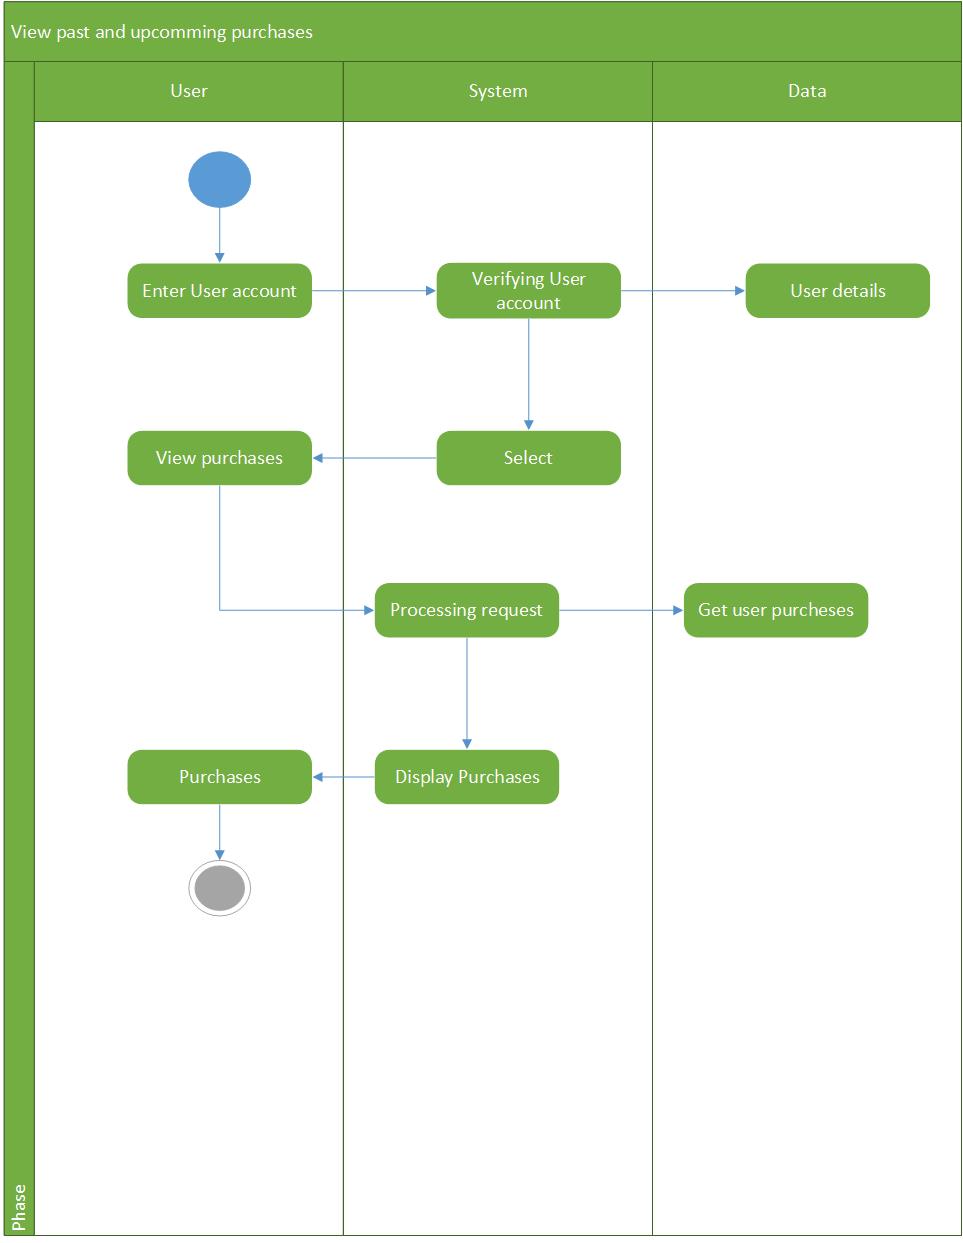 View past and upcomming purchases
User
System
Data
Enter User account
Verifying User
account
User details
View purchases
Select
Processing request
Get user purcheses
Purchases
Display Purchases
Phase